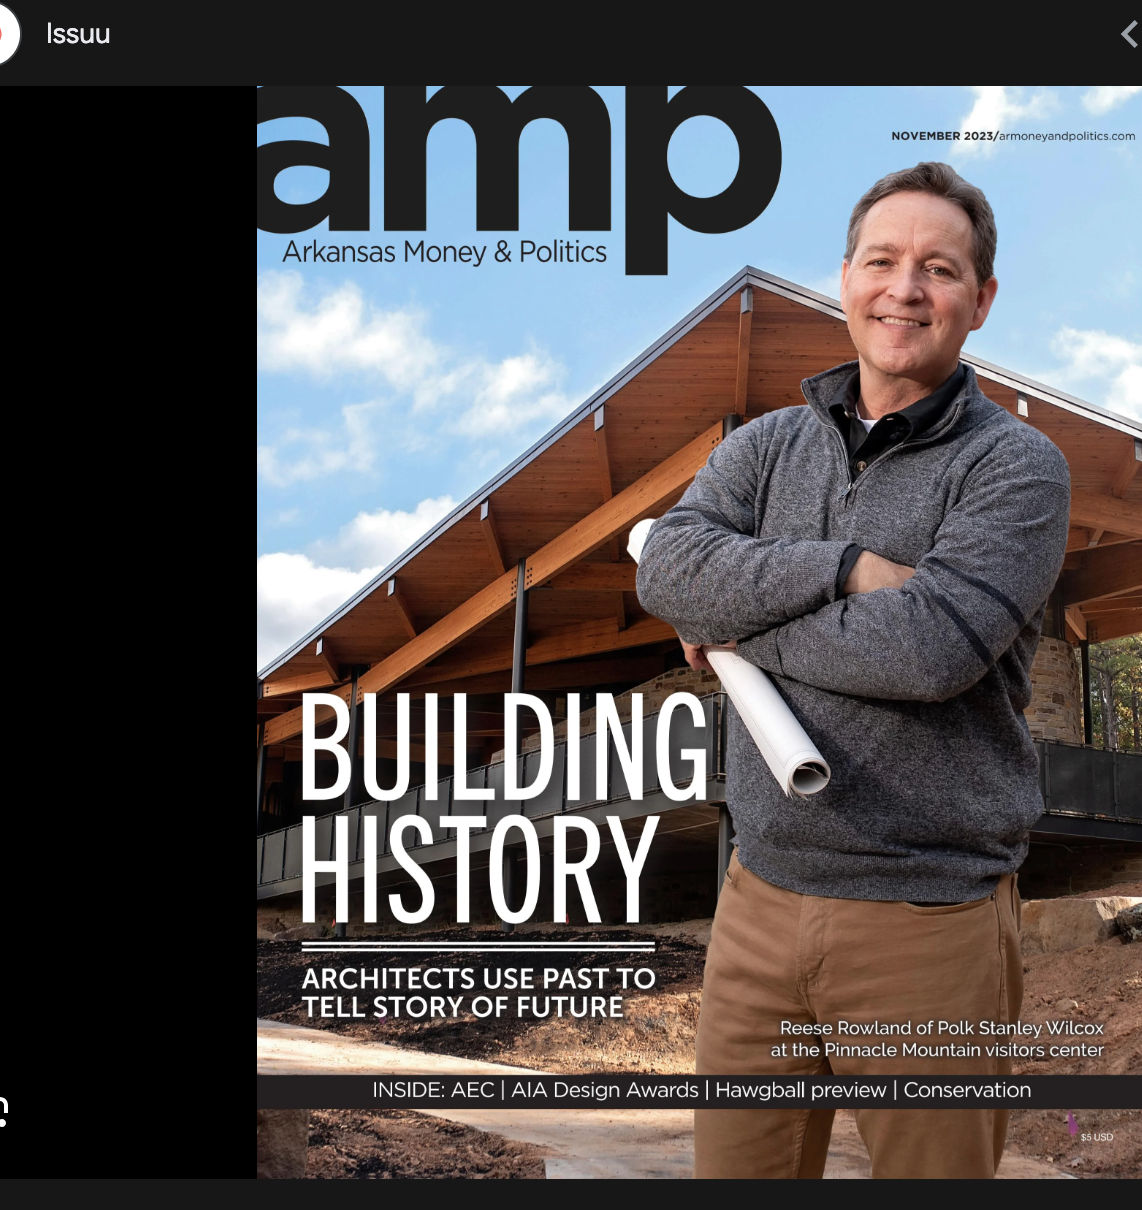 Issuu
amp
NOVEMBER 2023/armoneyandpolitics.com
Arkansas Money & Politics
BUILDING
HISTORY
ARCHITECTS USE PAST TO
TELL STORY OF FUTURE
Reese Rowland of Polk Stanley Wilcox
at the Pinnacle Mountain visitors center
INSIDE: AEC | AIA Design Awards | Hawgball preview | Conservation
$5 USD